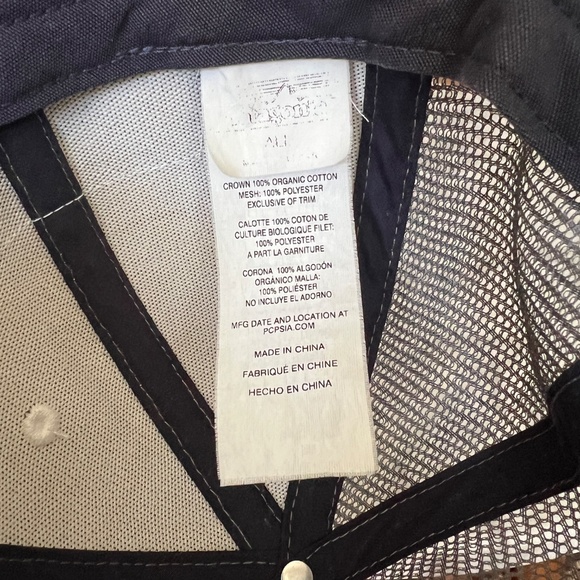 CROWN 100% ORGANIC COTTON
MESH: 100% POLYESTER
EXCLUSIVE OF TRIM
CALOTTE 100% COTON DE
CULTURE BIOLOGIQUE FILET:
100% POLYESTER
A PART LA GARNITURE
CORONA 100% ALGODÓN
ORGÁNICO MALLA:
100% POLIÉSTER
NO INCLUYE EL ADORNO
MFG DATE AND LOCATION AT
PCPSIA.COM
MADE IN CHINA
FABRIQUÉ EN CHINE
HECHO EN CHINA